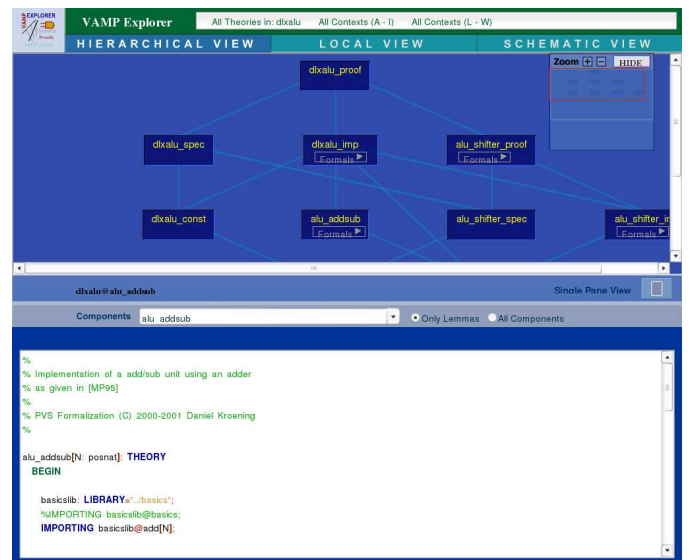 EXPLORER
VAMP Explorer
All Theories in: dlxalu All Contexts (A - I) All Contexts (L - W)
HIERARCHICAL VIEW LOCAL VIEW SCHEMATIC VIEW
Zoom + - HIDE
dlxalu_proof
dlxalu_spec dlxalu_imp alu_shifter_proof
Formals Formals
dlxalu_const alu_addsub alu_shifter_spec alu_shifter_ir
Formals Formals
dlxalu@alu_addsub Single Pane View
Components alu_addsub Only Lemmas All Components
%
% Implementation of a add/sub unit using an adder
% as given in [MP95]
%
% PVS Formalization (C) 2000-2001 Daniel Kroening
%
alu_addsub[N: posnat]: THEORY
BEGIN
basicslib: LIBRARY="../basics";
%IMPORTING basicslib@basics;
IMPORTING basicslib@add[N];